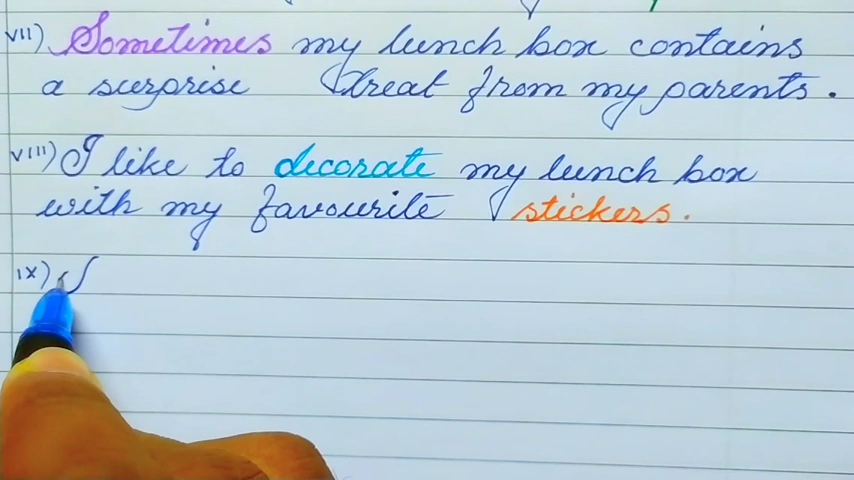 VII) Sometimes my lunch box contains
a surprise treat from my parents.
VIII) I like to decorate my lunch box
with my favourite stickers.
IX)